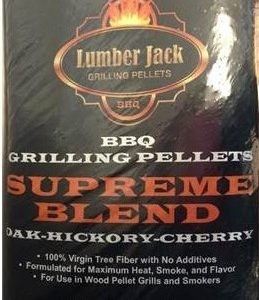 Lumber Jack
GRILLING PELLETS
BBQ
BBQ
GRILLING PELLETS
SUPREME
BLEND
OAK-HICKORY-CHERRY
• 100% Virgin Tree Fiber with No Additives
• Formulated for Maximum Heat, Smoke, and Flavor
• For Use in Wood Pellet Grills and Smokers